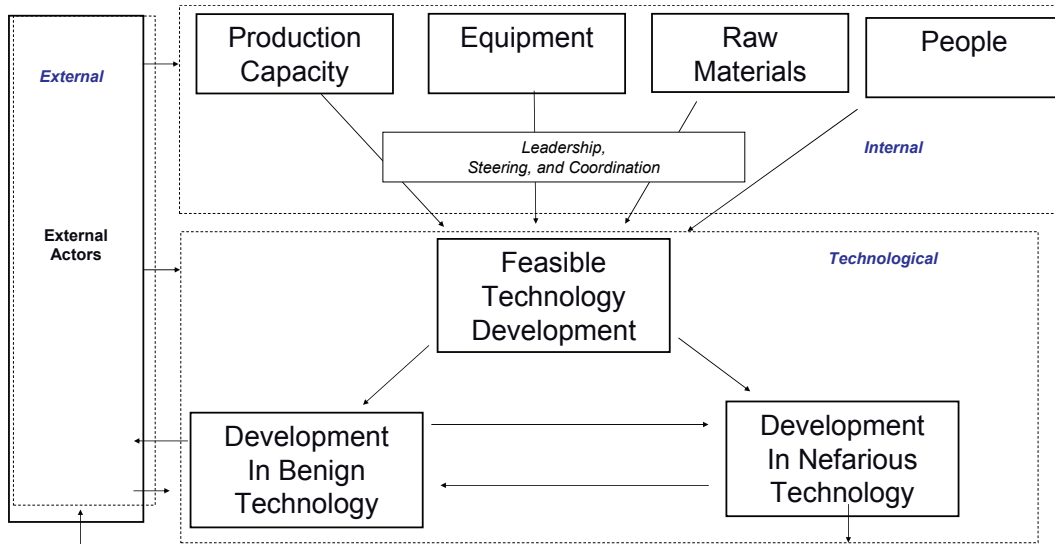 External
External
Actors
Production
Capacity
Equipment
Raw
Materials
People
Leadership,
Steering, and Coordination
Internal
Feasible
Technology
Development
Technological
Development
In Benign
Technology
Development
In Nefarious
Technology